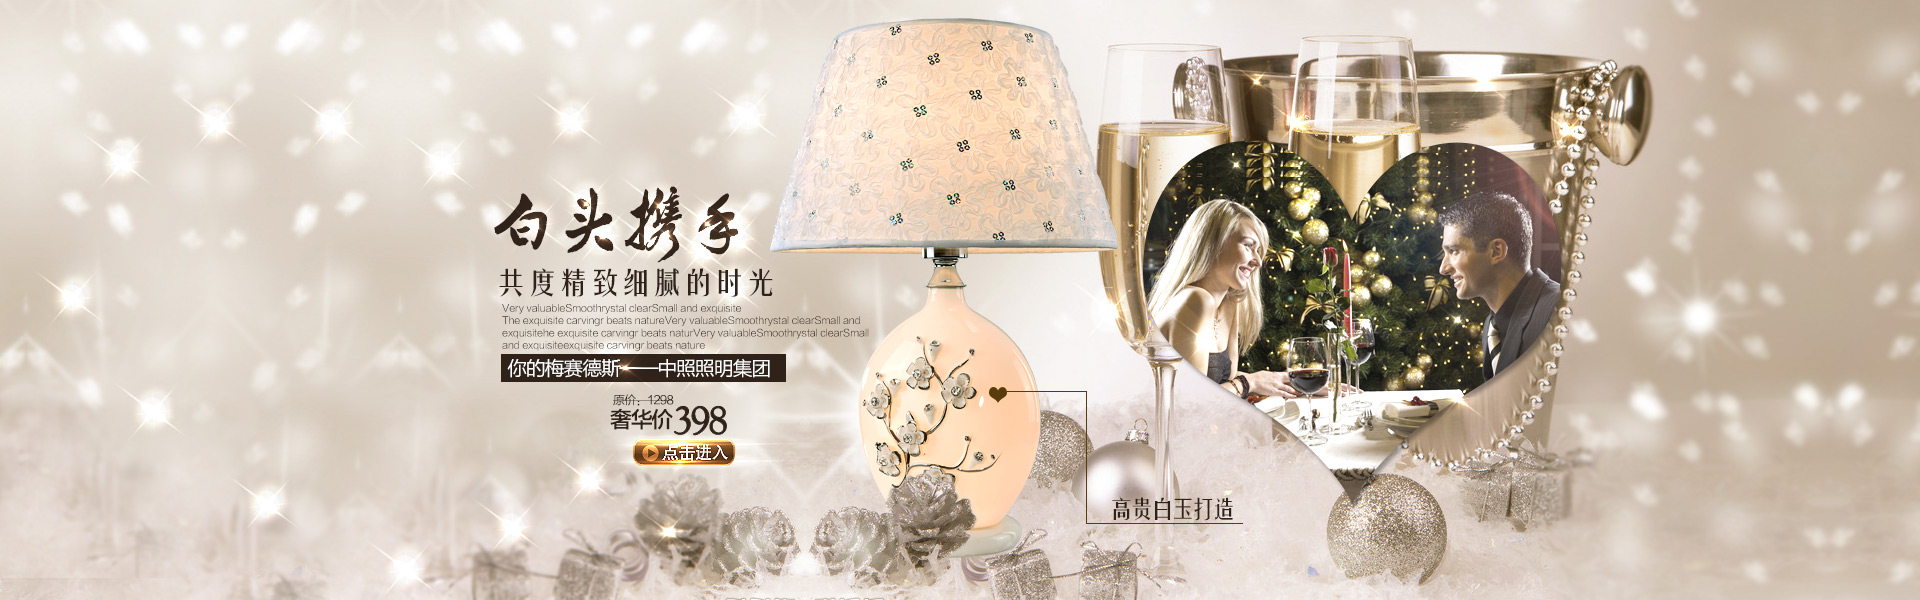 白头携手
共度精致细腻的时光
Very valuableSmoothrystal clearSmall and exquisite
The exquisite carvingr beats natureVery valuableSmoothrystal clearSmall and
exquisitehe exquisite carvingr beats naturVery valuableSmoothrystal clearSmall
and exquisiteexquisite carvingr beats nature
你的梅赛德斯——中照照明集团
原价：1298
奢华价398
点击进入
高贵白玉打造